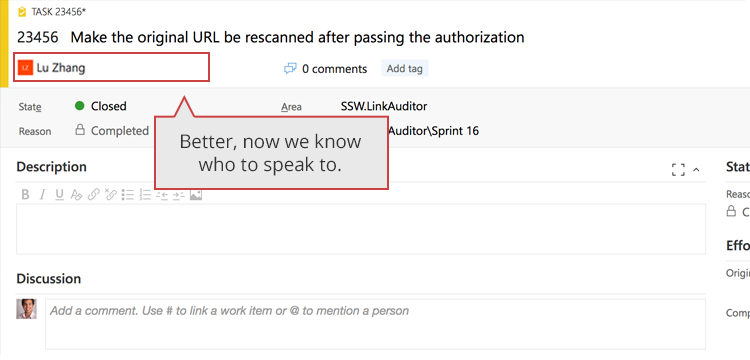 TASK 23456*
23456 Make the original URL be rescanned after passing the authorization
LZ Lu Zhang
0 comments Add tag
State Closed Area SSW.LinkAuditor
Reason Completed Auditor\Sprint 16
Better, now we know
who to speak to.
Description
Stat
Reaso
B I U
C
Effo
Origin
Discussion
Add a comment. Use # to link a work item or @ to mention a person
Comp